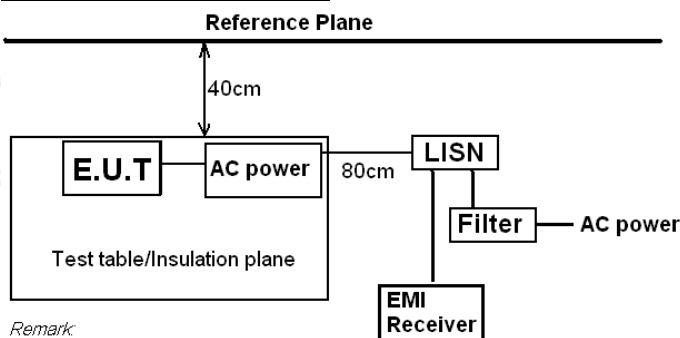 Reference Plane
40cm
E.U.T
AC power
80cm
LISN
Filter
AC power
Test table/Insulation plane
EMI
Receiver
Remark: